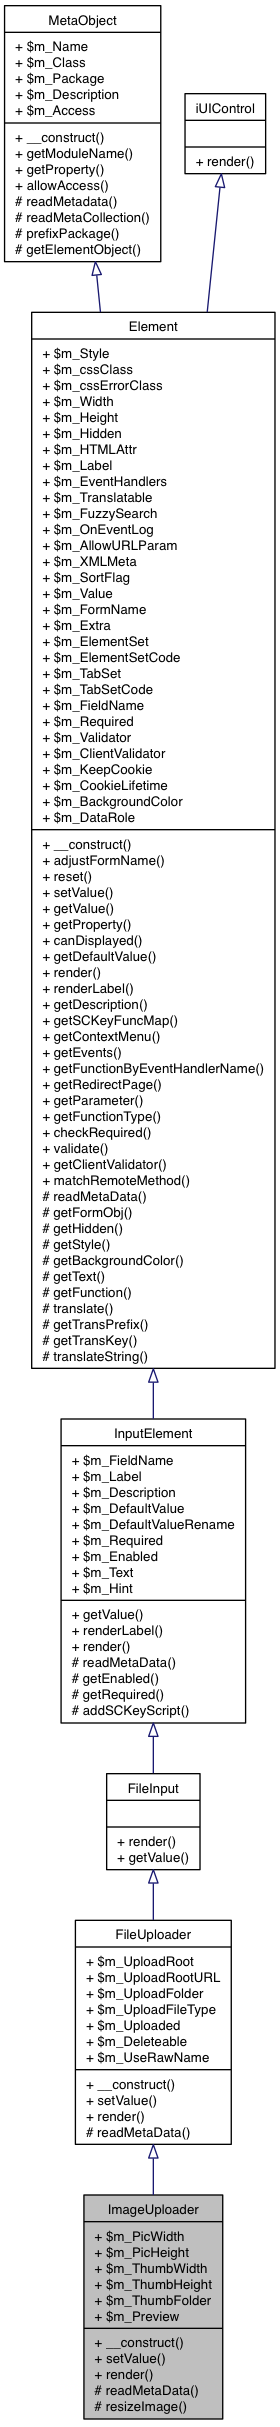 MetaObject
+ $m_Name
+ $m_Class
+ $m_Package
+ $m_Description
+ $m_Access
+ __construct()
+ getModuleName()
+ getProperty()
+ allowAccess()
# readMetadata()
# readMetaCollection()
# prefixPackage()
# getElementObject()
iUIControl
+ render()
Element
+ $m_Style
+ $m_cssClass
+ $m_cssErrorClass
+ $m_Width
+ $m_Height
+ $m_Hidden
+ $m_HTMLAttr
+ $m_Label
+ $m_EventHandlers
+ $m_Translatable
+ $m_FuzzySearch
+ $m_OnEventLog
+ $m_AllowURLParam
+ $m_XMLMeta
+ $m_SortFlag
+ $m_Value
+ $m_FormName
+ $m_Extra
+ $m_ElementSet
+ $m_ElementSetCode
+ $m_TabSet
+ $m_TabSetCode
+ $m_FieldName
+ $m_Required
+ $m_Validator
+ $m_ClientValidator
+ $m_KeepCookie
+ $m_CookieLifetime
+ $m_BackgroundColor
+ $m_DataRole
+ __construct()
+ adjustFormName()
+ reset()
+ setValue()
+ getValue()
+ getProperty()
+ canDisplayed()
+ getDefaultValue()
+ render()
+ renderLabel()
+ getDescription()
+ getSCKeyFuncMap()
+ getContextMenu()
+ getEvents()
+ getFunctionByEventHandlerName()
+ getRedirectPage()
+ getParameter()
+ getFunctionType()
+ checkRequired()
+ validate()
+ getClientValidator()
+ matchRemoteMethod()
# readMetaData()
# getFormObj()
# getHidden()
# getStyle()
# getBackgroundColor()
# getText()
# getFunction()
# translate()
# getTransPrefix()
# getTransKey()
# translateString()
InputElement
+ $m_FieldName
+ $m_Label
+ $m_Description
+ $m_DefaultValue
+ $m_DefaultValueRename
+ $m_Required
+ $m_Enabled
+ $m_Text
+ $m_Hint
+ getValue()
+ renderLabel()
+ render()
# readMetaData()
# getEnabled()
# getRequired()
# addSCKeyScript()
FileInput
+ render()
+ getValue()
FileUploader
+ $m_UploadRoot
+ $m_UploadRootURL
+ $m_UploadFolder
+ $m_UploadFileType
+ $m_Uploaded
+ $m_Deleteable
+ $m_UseRawName
+ __construct()
+ setValue()
+ render()
# readMetaData()
ImageUploader
+ $m_PicWidth
+ $m_PicHeight
+ $m_ThumbWidth
+ $m_ThumbHeight
+ $m_ThumbFolder
+ $m_Preview
+ __construct()
+ setValue()
+ render()
# readMetaData()
# resizeImage()